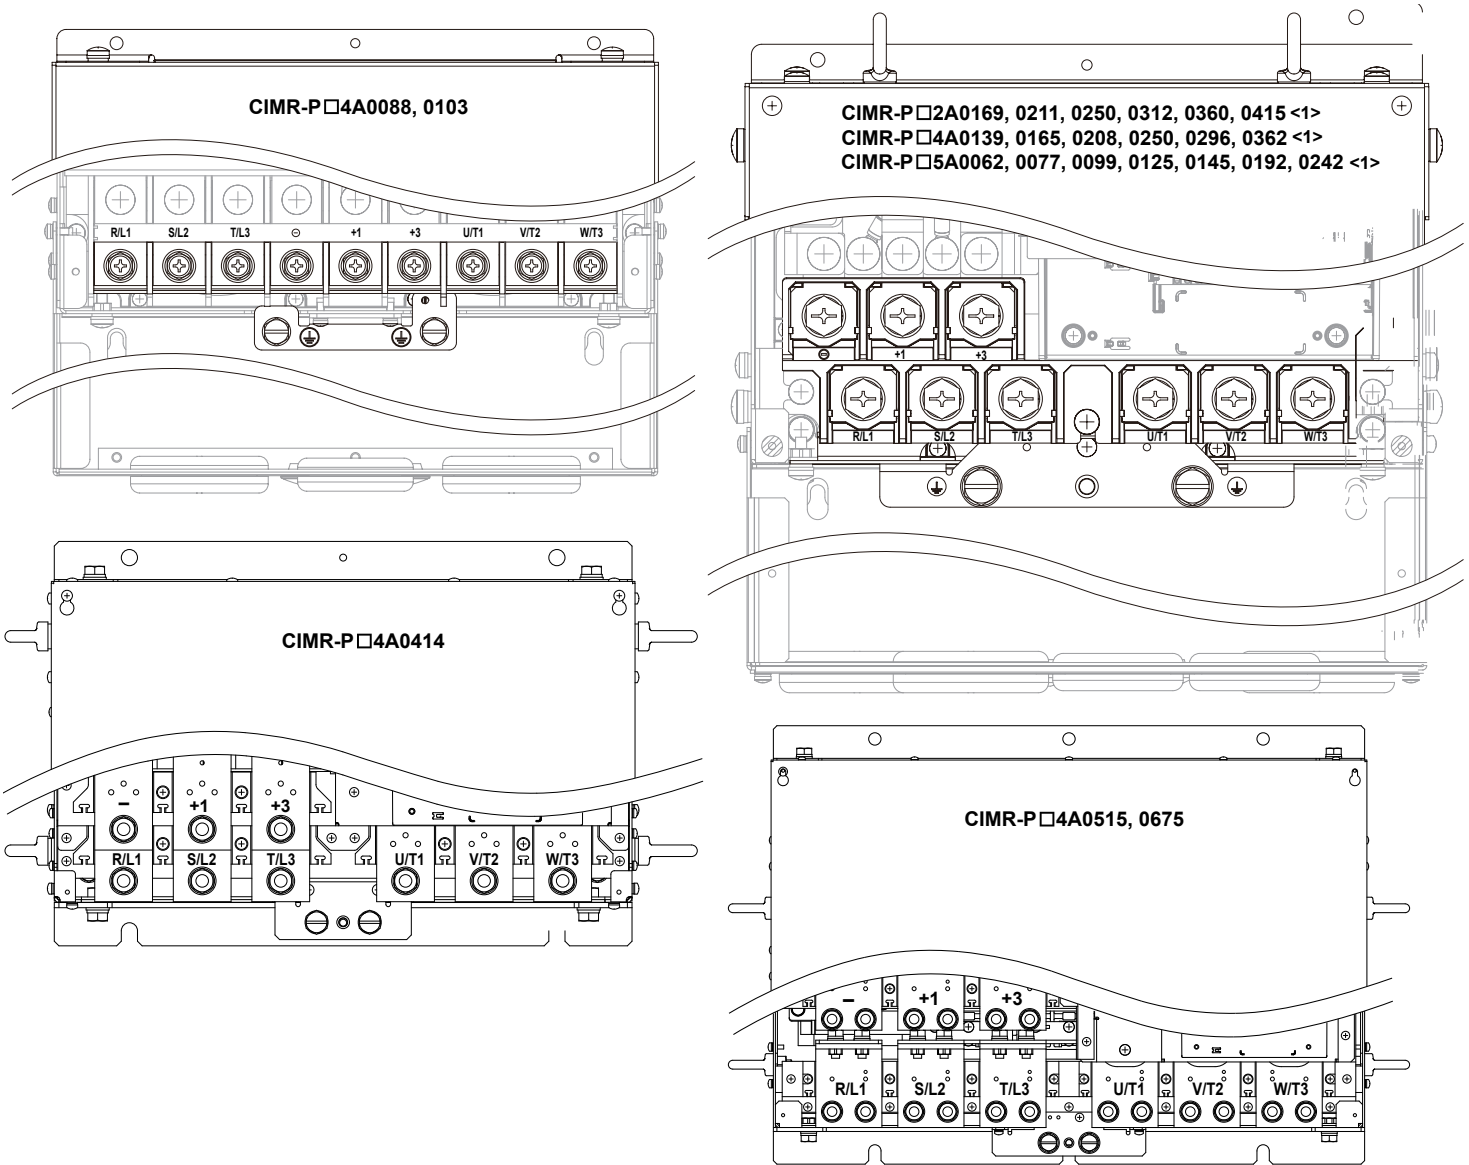 CIMR-P□4A0088, 0103
R/L1 S/L2 T/L3 ⊖ +1 +3 U/T1 V/T2 W/T3
CIMR-P□2A0169, 0211, 0250, 0312, 0360, 0415 <1>
CIMR-P□4A0139, 0165, 0208, 0250, 0296, 0362 <1>
CIMR-P□5A0062, 0077, 0099, 0125, 0145, 0192, 0242 <1>
⊖ +1 +3
R/L1 S/L2 T/L3 U/T1 V/T2 W/T3
CIMR-P□4A0414
− +1 +3
R/L1 S/L2 T/L3 U/T1 V/T2 W/T3
CIMR-P□4A0515, 0675
− +1 +3
R/L1 S/L2 T/L3 U/T1 V/T2 W/T3